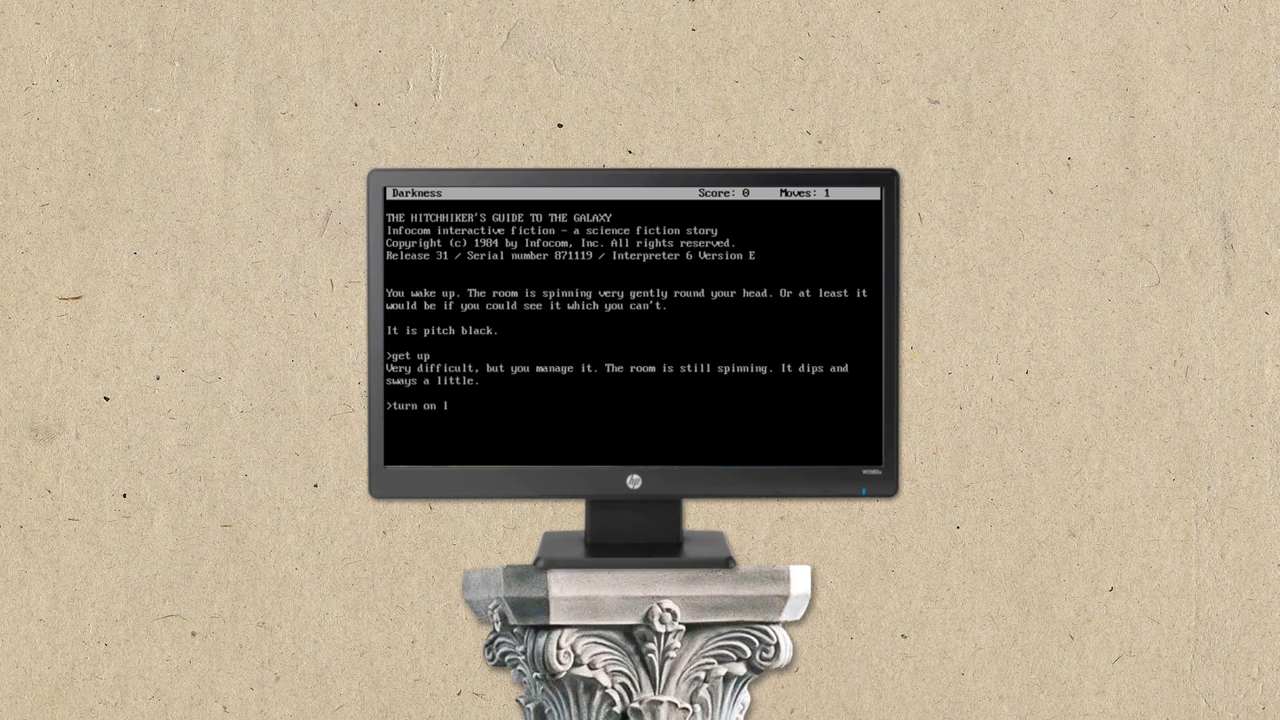 Darkness Score: 0 Moves: 1
THE HITCHHIKER'S GUIDE TO THE GALAXY
Infocom interactive fiction - a science fiction story
Copyright (c) 1984 by Infocom, Inc. All rights reserved.
Release 31 / Serial number 871119 / Interpreter 6 Version E
You wake up. The room is spinning very gently round your head. Or at least it
would be if you could see it which you can't.
It is pitch black.
>get up
Very difficult, but you manage it. The room is still spinning. It dips and
sways a little.
>turn on l
hp